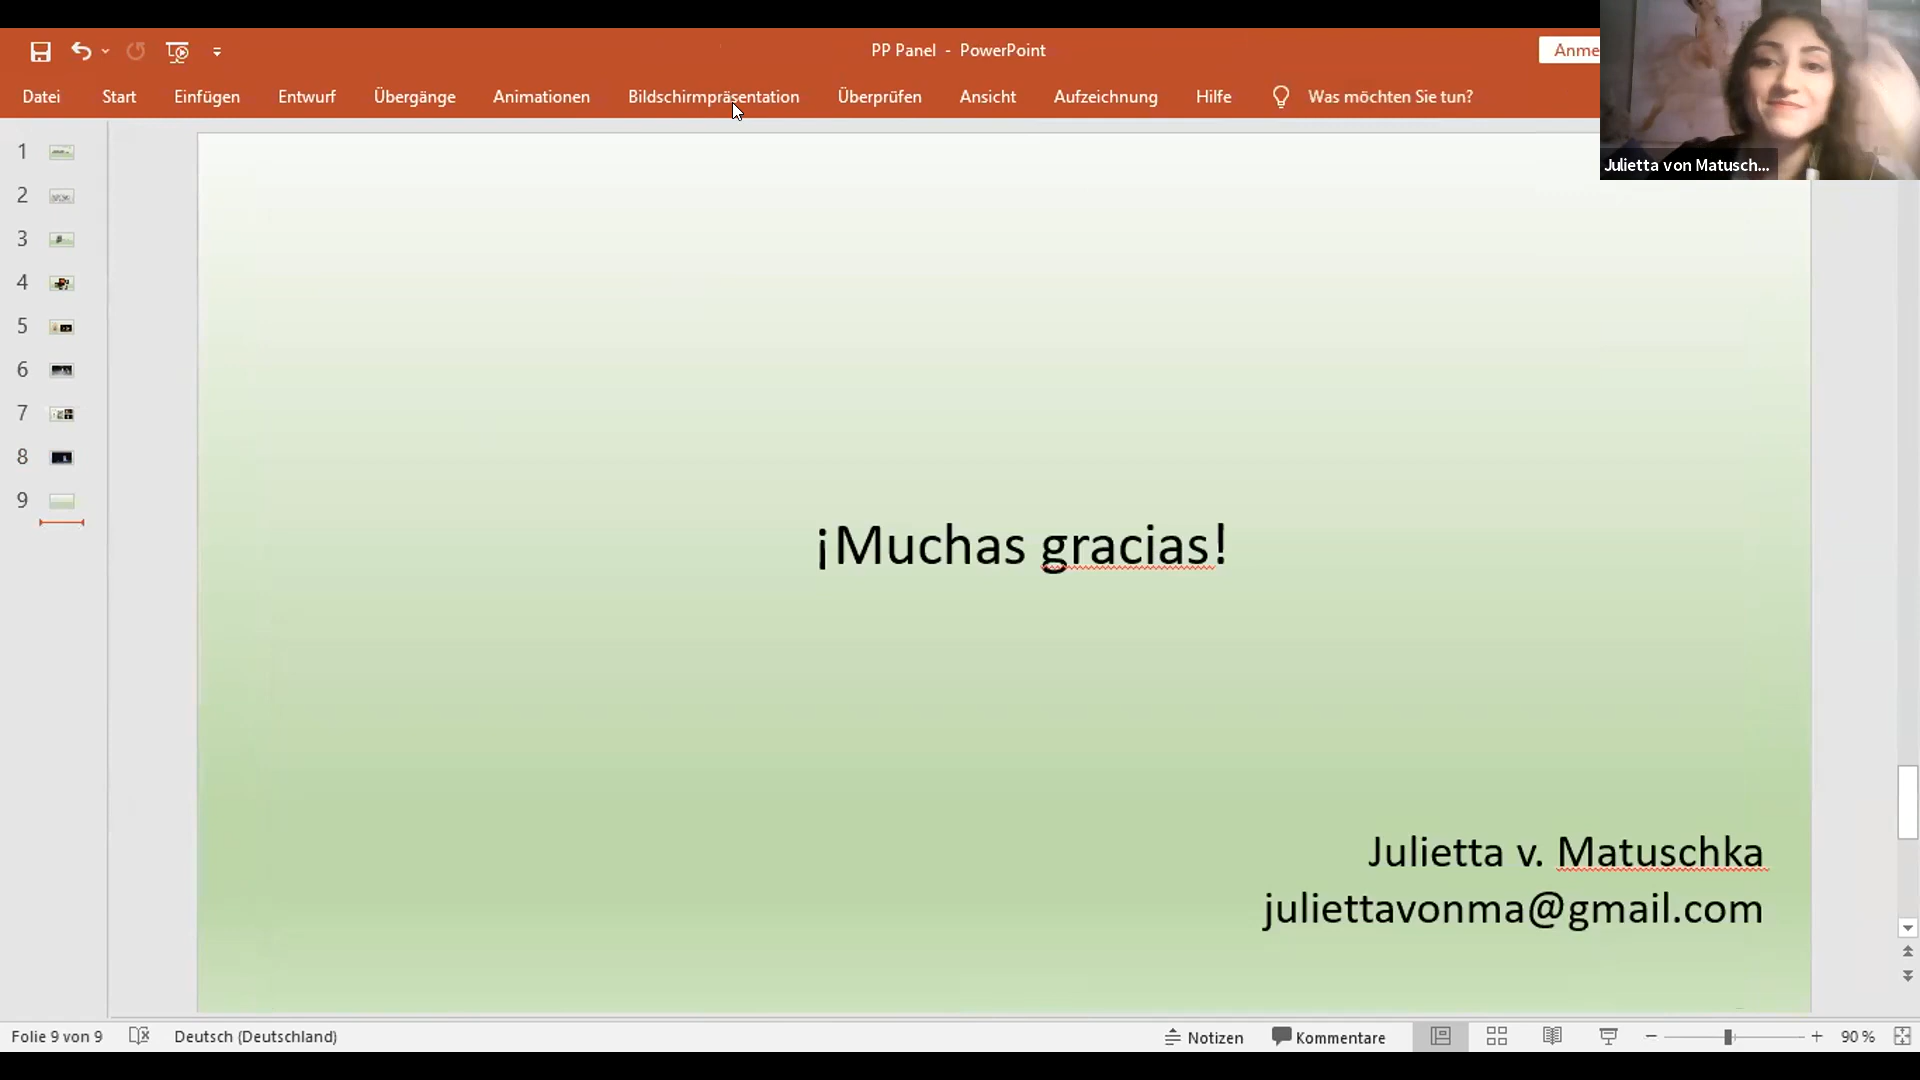 PP Panel - PowerPoint
Anme
Datei Start Einfügen Entwurf Übergänge Animationen Bildschirmpräsentation Überprüfen Ansicht Aufzeichnung Hilfe Was möchten Sie tun?
Julietta von Matusch...
1
2
3
4
5
6
7
8
9
¡Muchas gracias!
Julietta v. Matuschka
juliettavonma@gmail.com
Folie 9 von 9 Deutsch (Deutschland) Notizen Kommentare 90 %